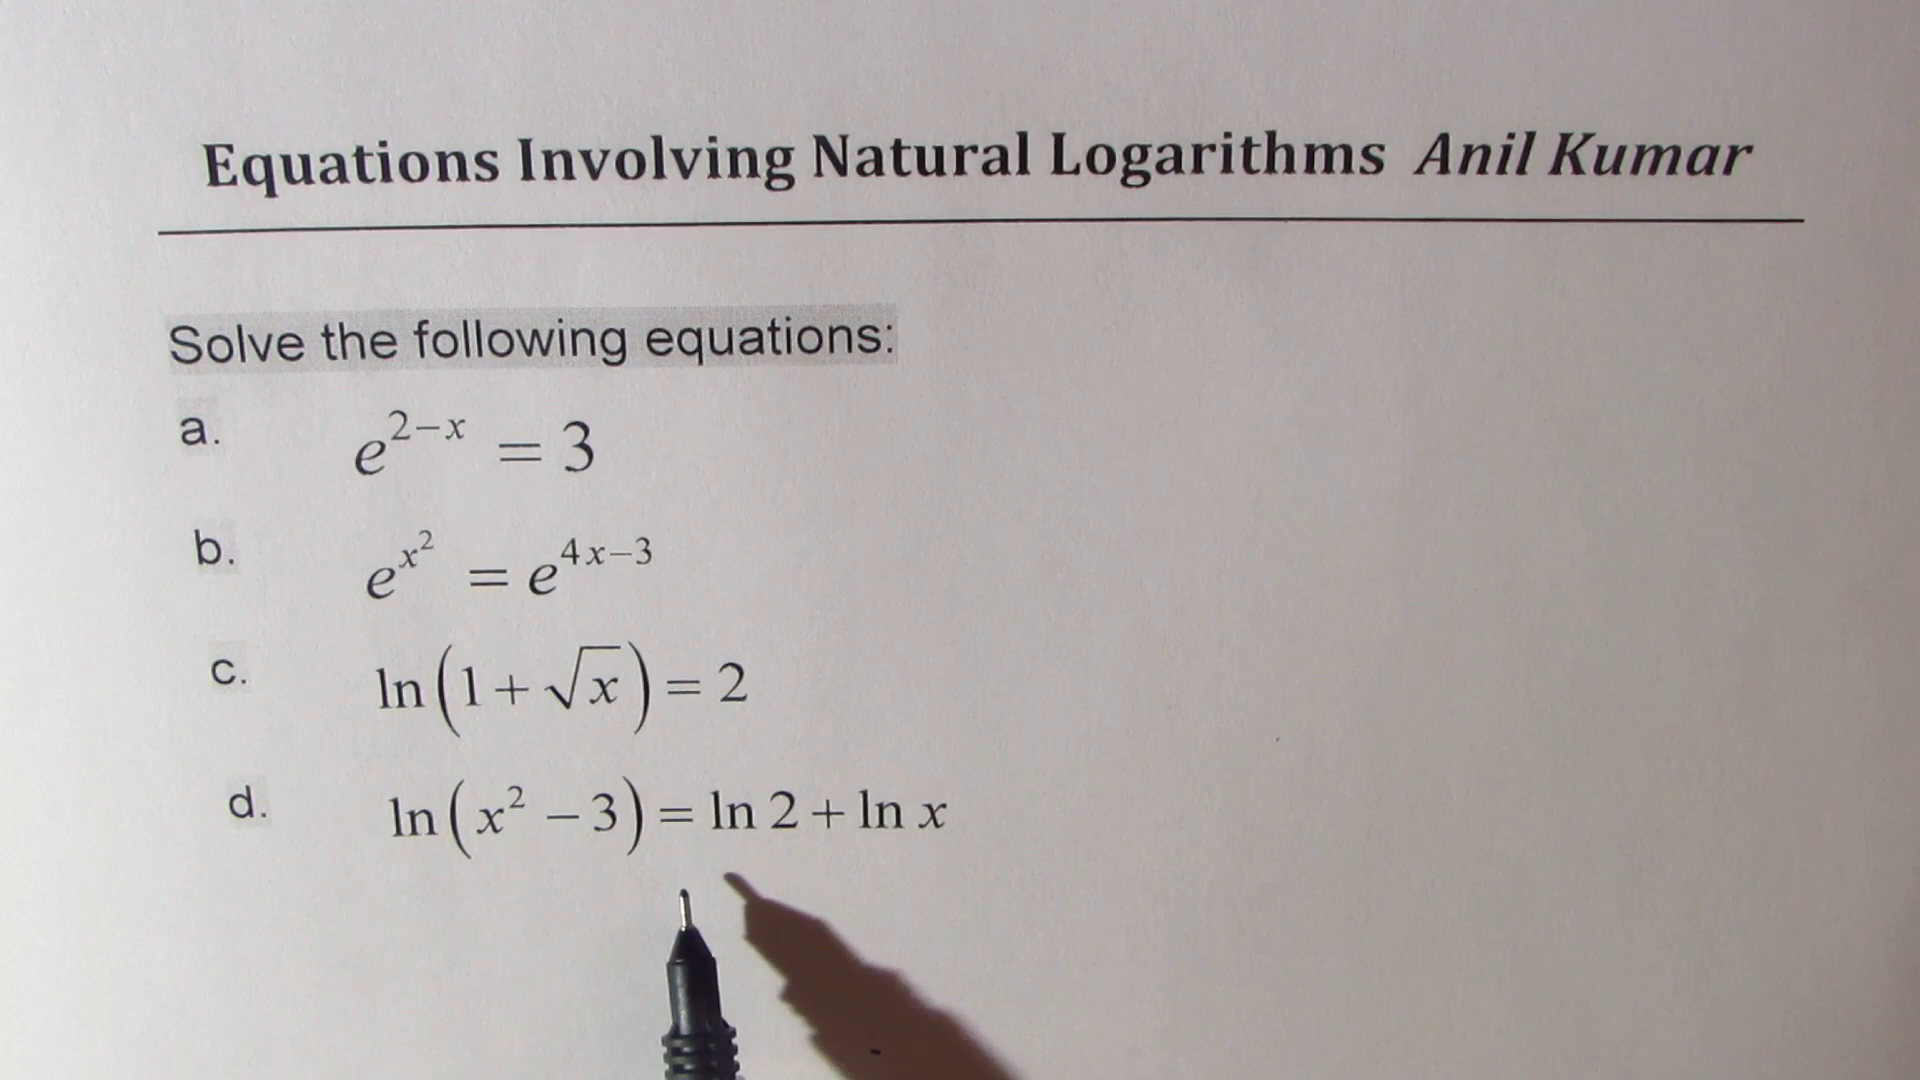 Equations Involving Natural Logarithms Anil Kumar
Solve the following equations:
a. e^{2-x} = 3
b. e^{x^2} = e^{4x-3}
c. ln(1 + √x) = 2
d. ln(x² − 3) = ln 2 + ln x